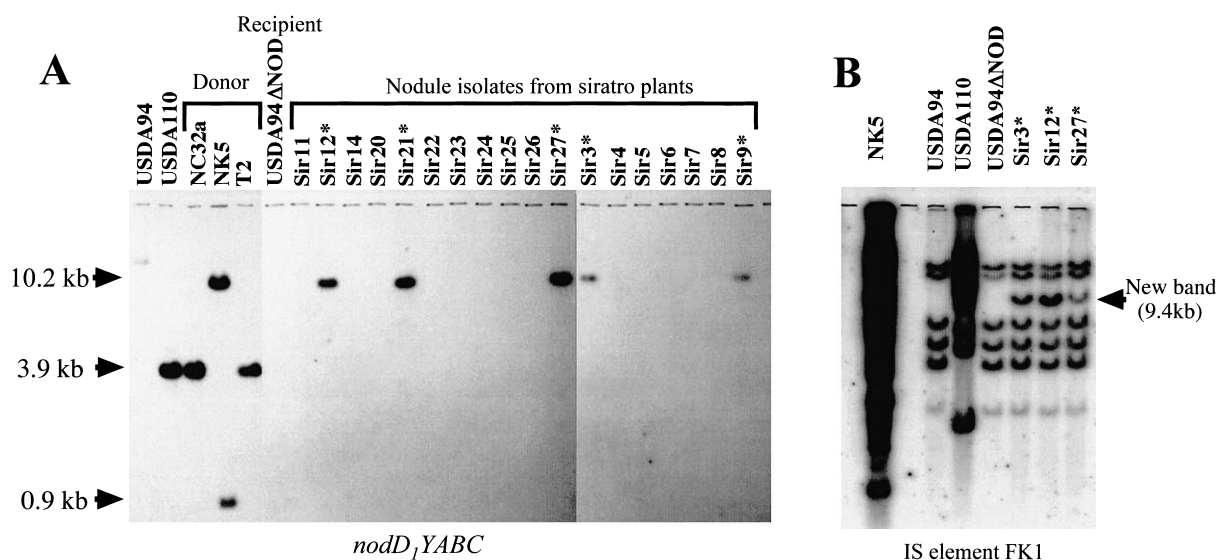 A
Recipient
Donor
Nodule isolates from siratro plants
USDA94
USDA110
NC32a
NK5
T2
USDA94ΔNOD
Sir11
Sir12*
Sir14
Sir20
Sir21*
Sir22
Sir23
Sir24
Sir25
Sir26
Sir27*
Sir3*
Sir4
Sir5
Sir6
Sir7
Sir8
Sir9*
10.2 kb
3.9 kb
0.9 kb
nodD₁YABC
B
NK5
USDA94
USDA110
USDA94ΔNOD
Sir3*
Sir12*
Sir27*
New band
(9.4kb)
IS element FK1